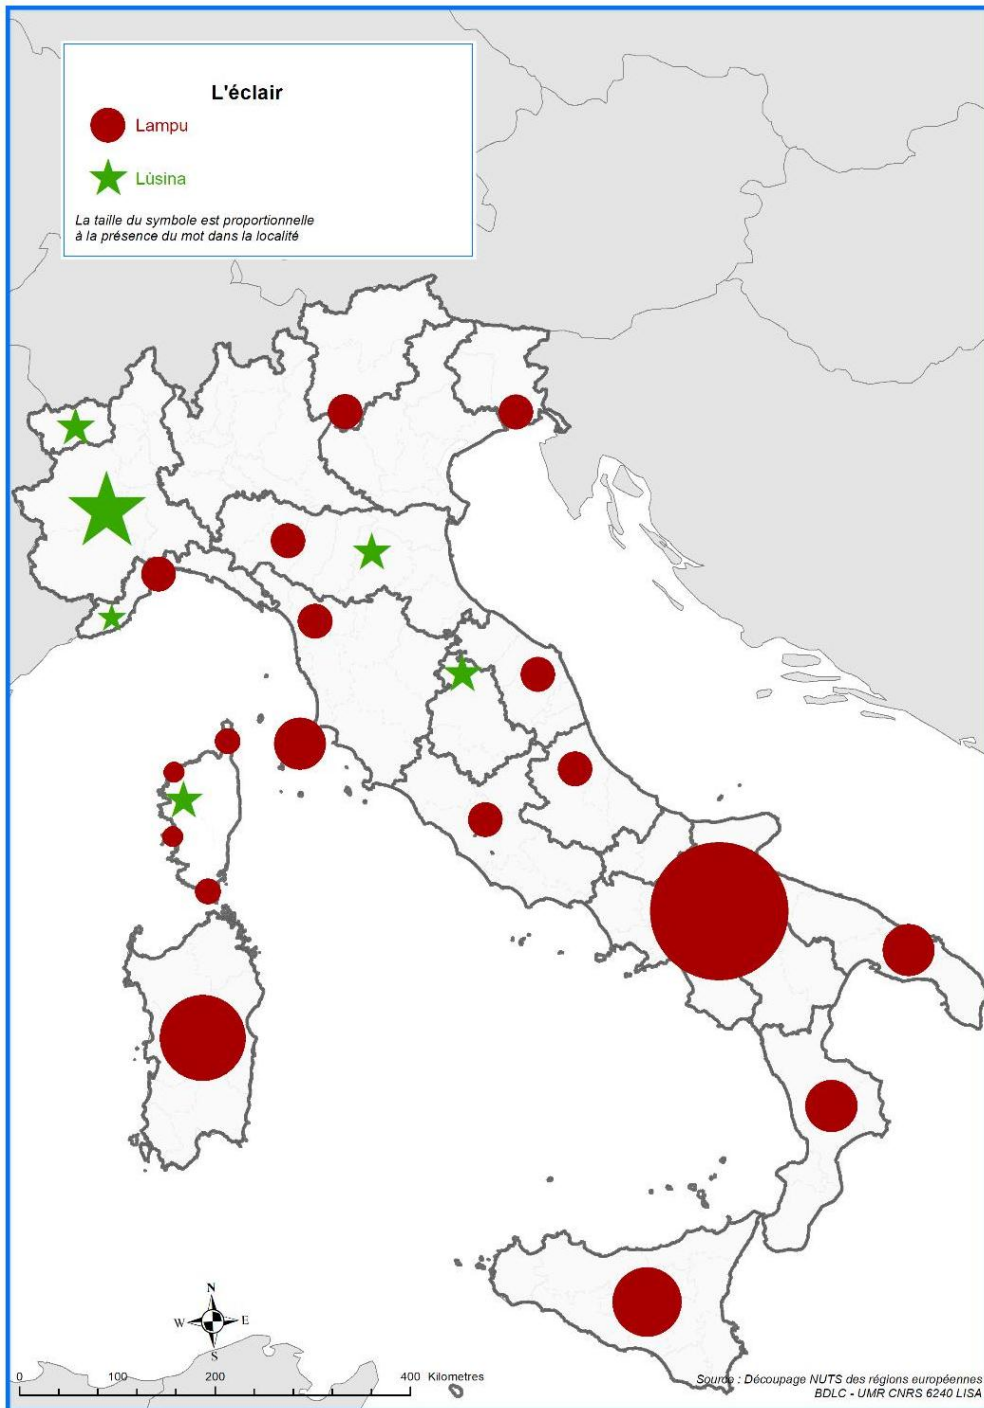 L'éclair
Lampu
Lùsina
La taille du symbole est proportionnelle
à la présence du mot dans la localité
N
W E
S
0 100 200 400 Kilometres
Source : Découpage NUTS des régions européennes
BDLC - UMR CNRS 6240 LISA